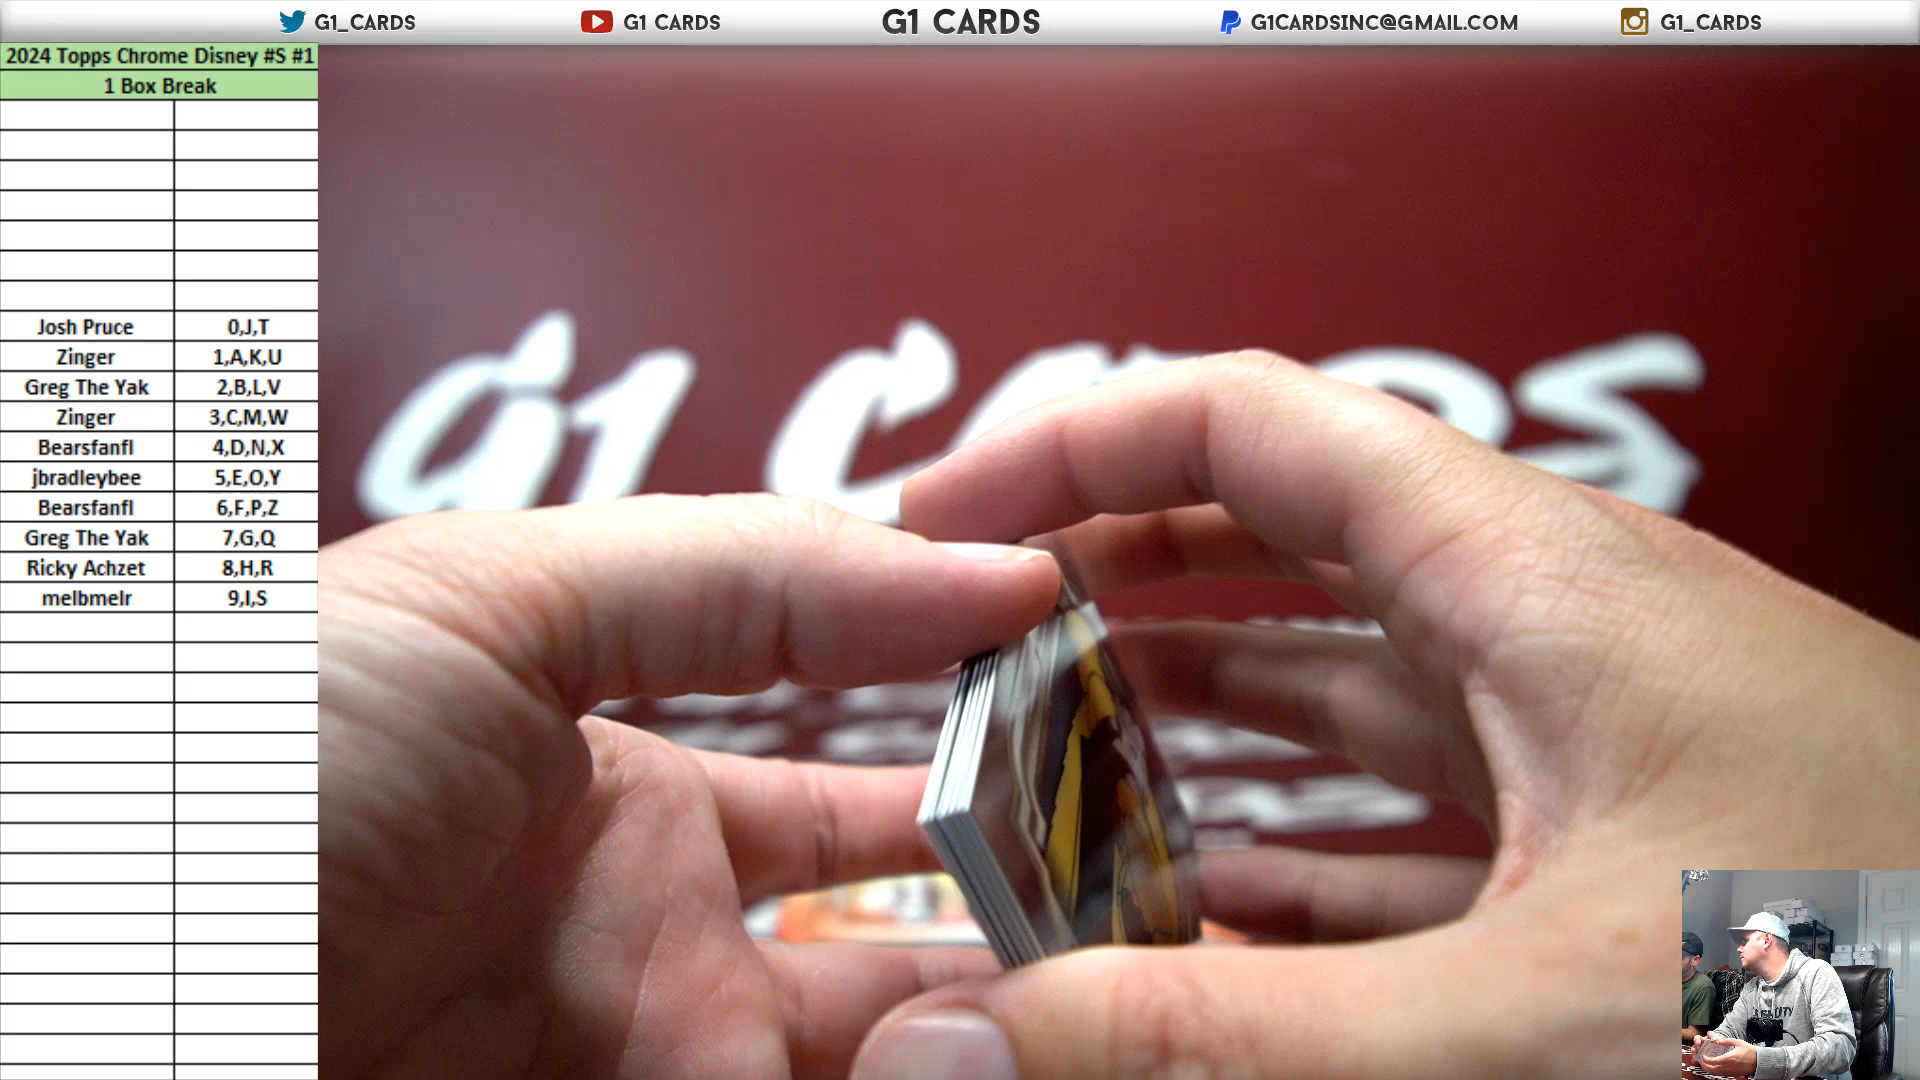 G1_CARDS
G1 CARDS
G1 CARDS
G1CARDSINC@GMAIL.COM
G1_CARDS
2024 Topps Chrome Disney #S #1
1 Box Break
Josh Pruce 0,J,T
Zinger 1,A,K,U
Greg The Yak 2,B,L,V
Zinger 3,C,M,W
Bearsfanfl 4,D,N,X
jbradleybee 5,E,O,Y
Bearsfanfl 6,F,P,Z
Greg The Yak 7,G,Q
Ricky Achzet 8,H,R
melbmelr 9,I,S
G1 CARDS